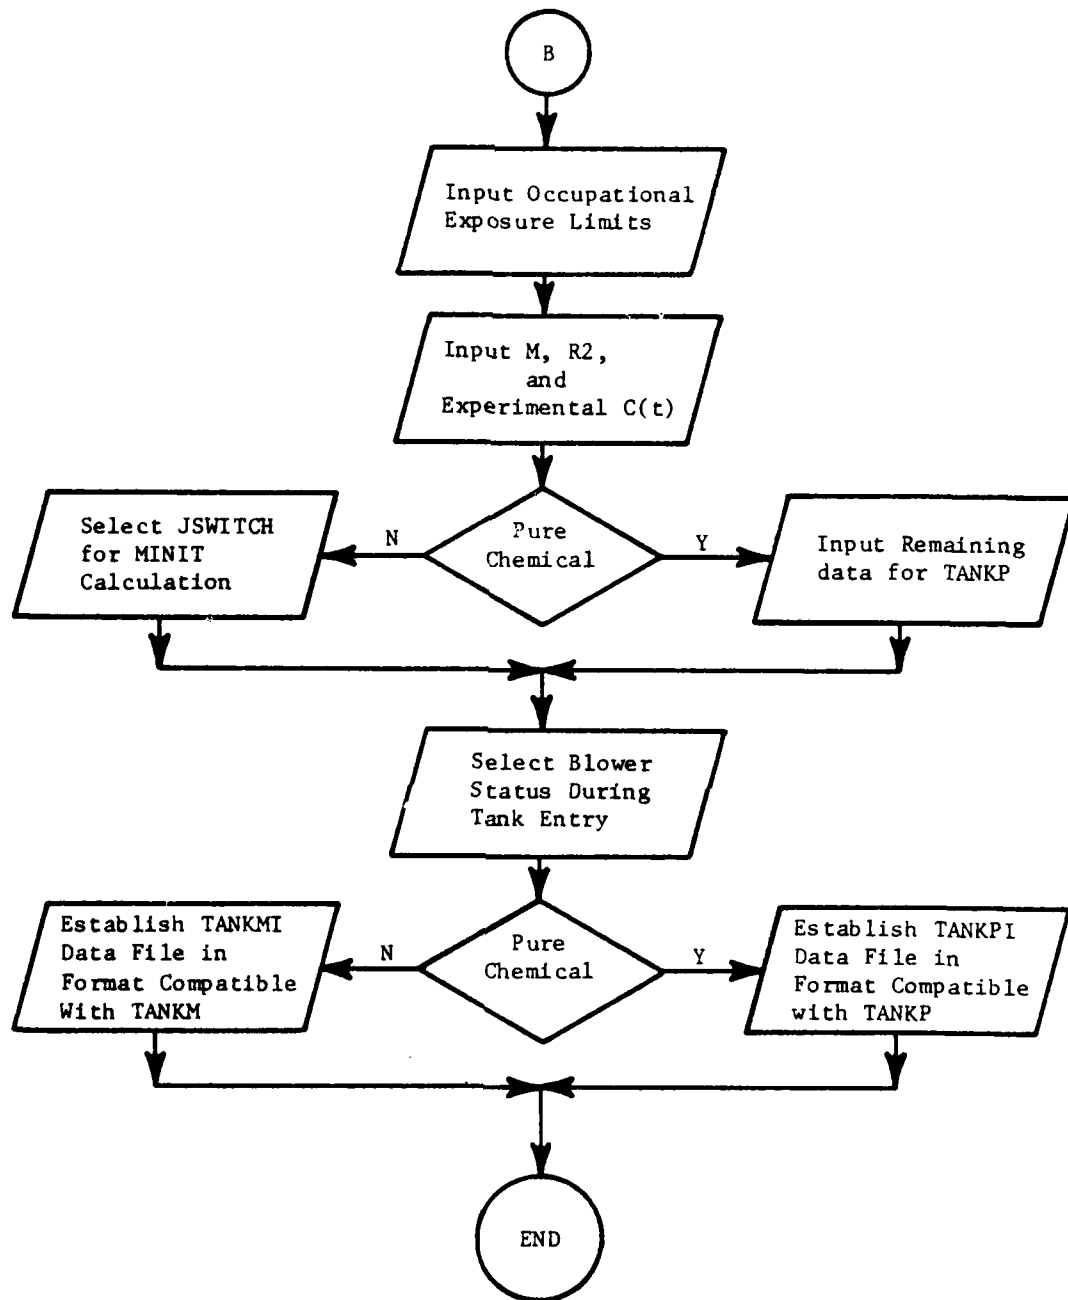 B
Input Occupational
Exposure Limits
Input M, R2,
and
Experimental C(t)
Select JSWITCH
for MINIT
Calculation
N
Pure
Chemical
Y
Input Remaining
data for TANKP
Select Blower
Status During
Tank Entry
Establish TANKMI
Data File in
Format Compatible
With TANKM
N
Pure
Chemical
Y
Establish TANKPI
Data File in
Format Compatible
with TANKP
END